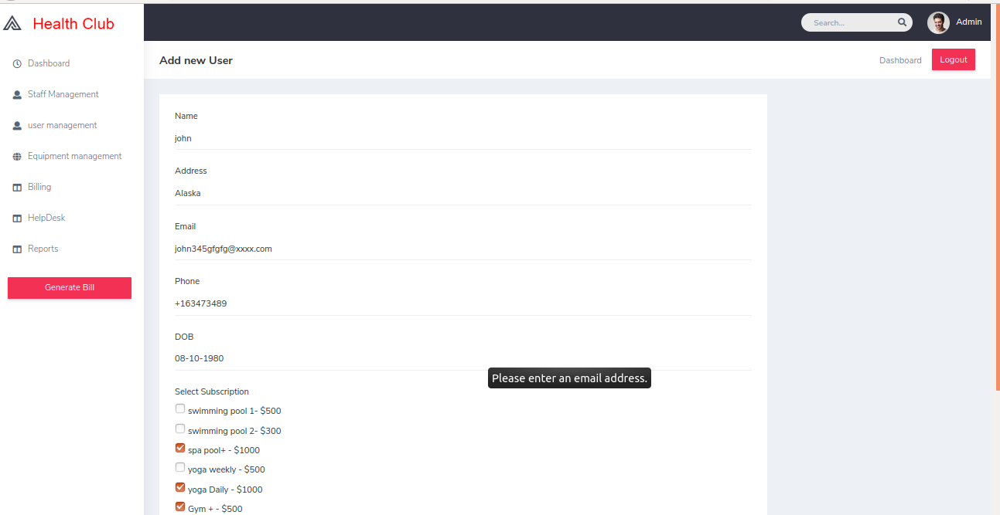 Health Club
Search...
Admin
Dashboard
Staff Management
user management
Equipment management
Billing
HelpDesk
Reports
Generate Bill
Add new User
Dashboard
Logout
Name
john
Address
Alaska
Email
john345gfgfg@xxxx.com
Phone
+163473489
DOB
08-10-1980
Please enter an email address.
Select Subscription
swimming pool 1- $500
swimming pool 2- $300
spa pool+ - $1000
yoga weekly - $500
yoga Daily - $1000
Gym + - $500